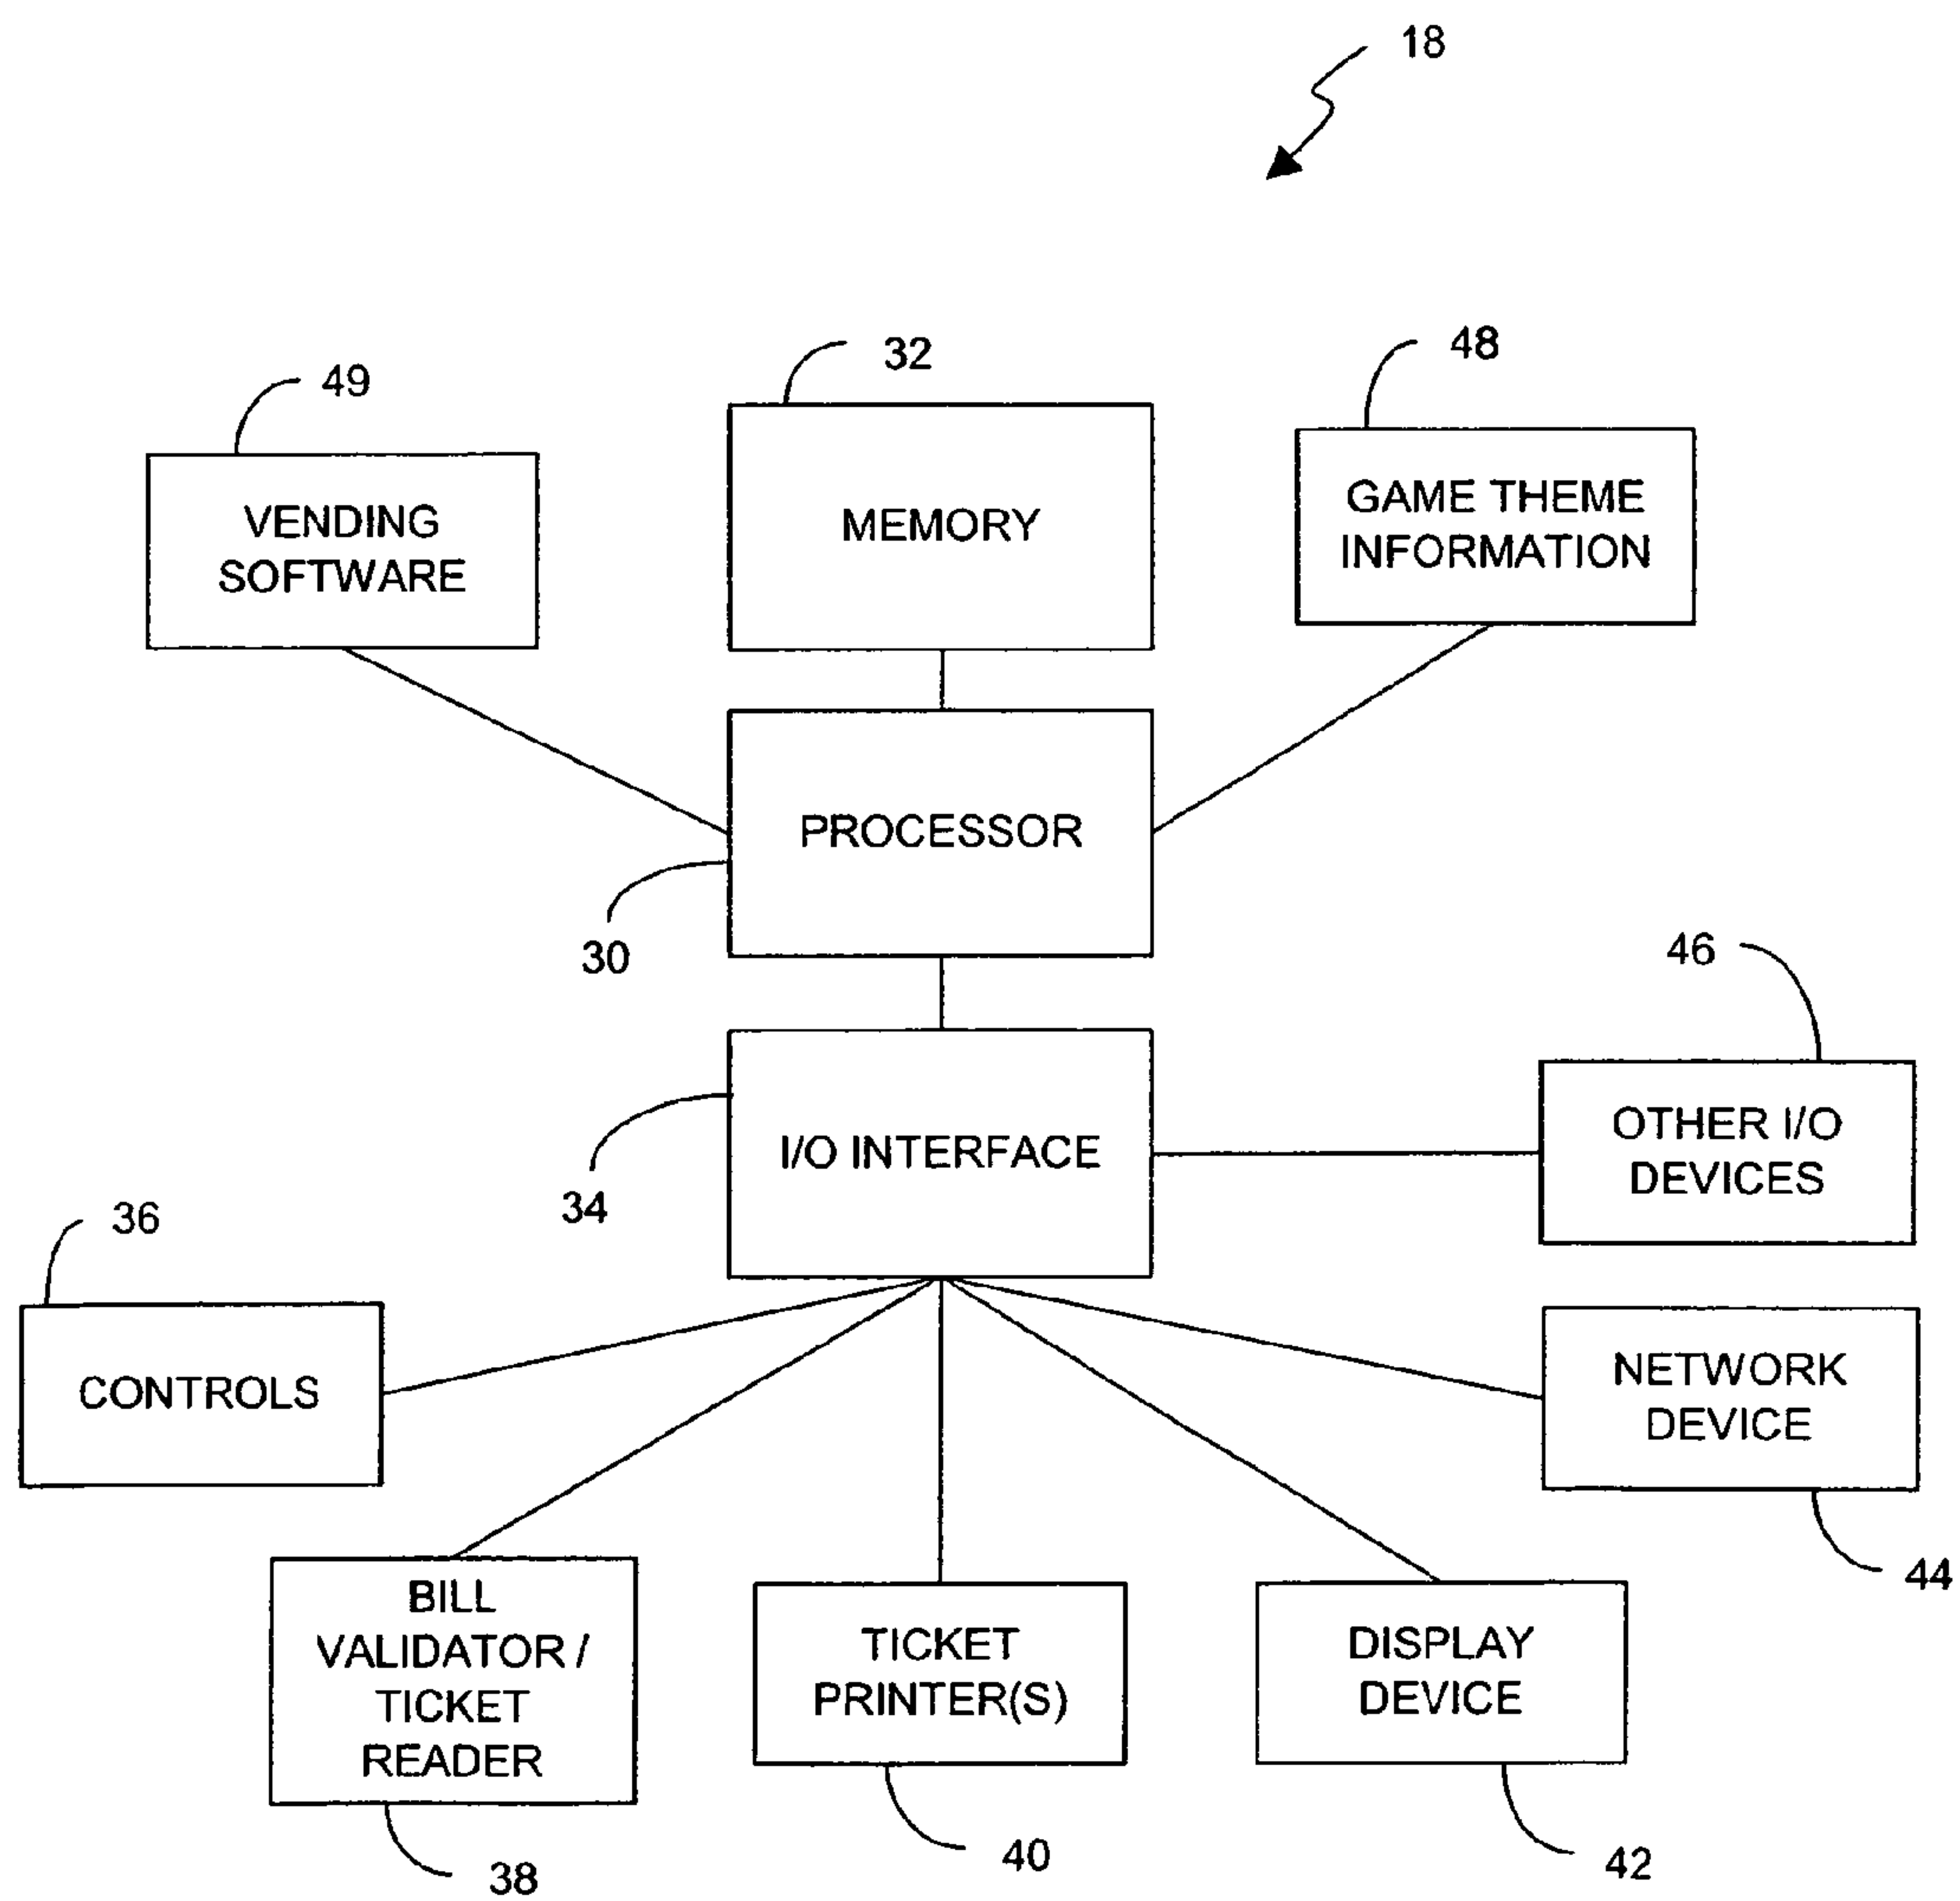 18
32
48
49
VENDING
SOFTWARE
MEMORY
GAME THEME
INFORMATION
PROCESSOR
30
46
I/O INTERFACE
OTHER I/O
DEVICES
34
36
CONTROLS
NETWORK
DEVICE
44
BILL
VALIDATOR /
TICKET
READER
TICKET
PRINTER(S)
DISPLAY
DEVICE
38
40
42